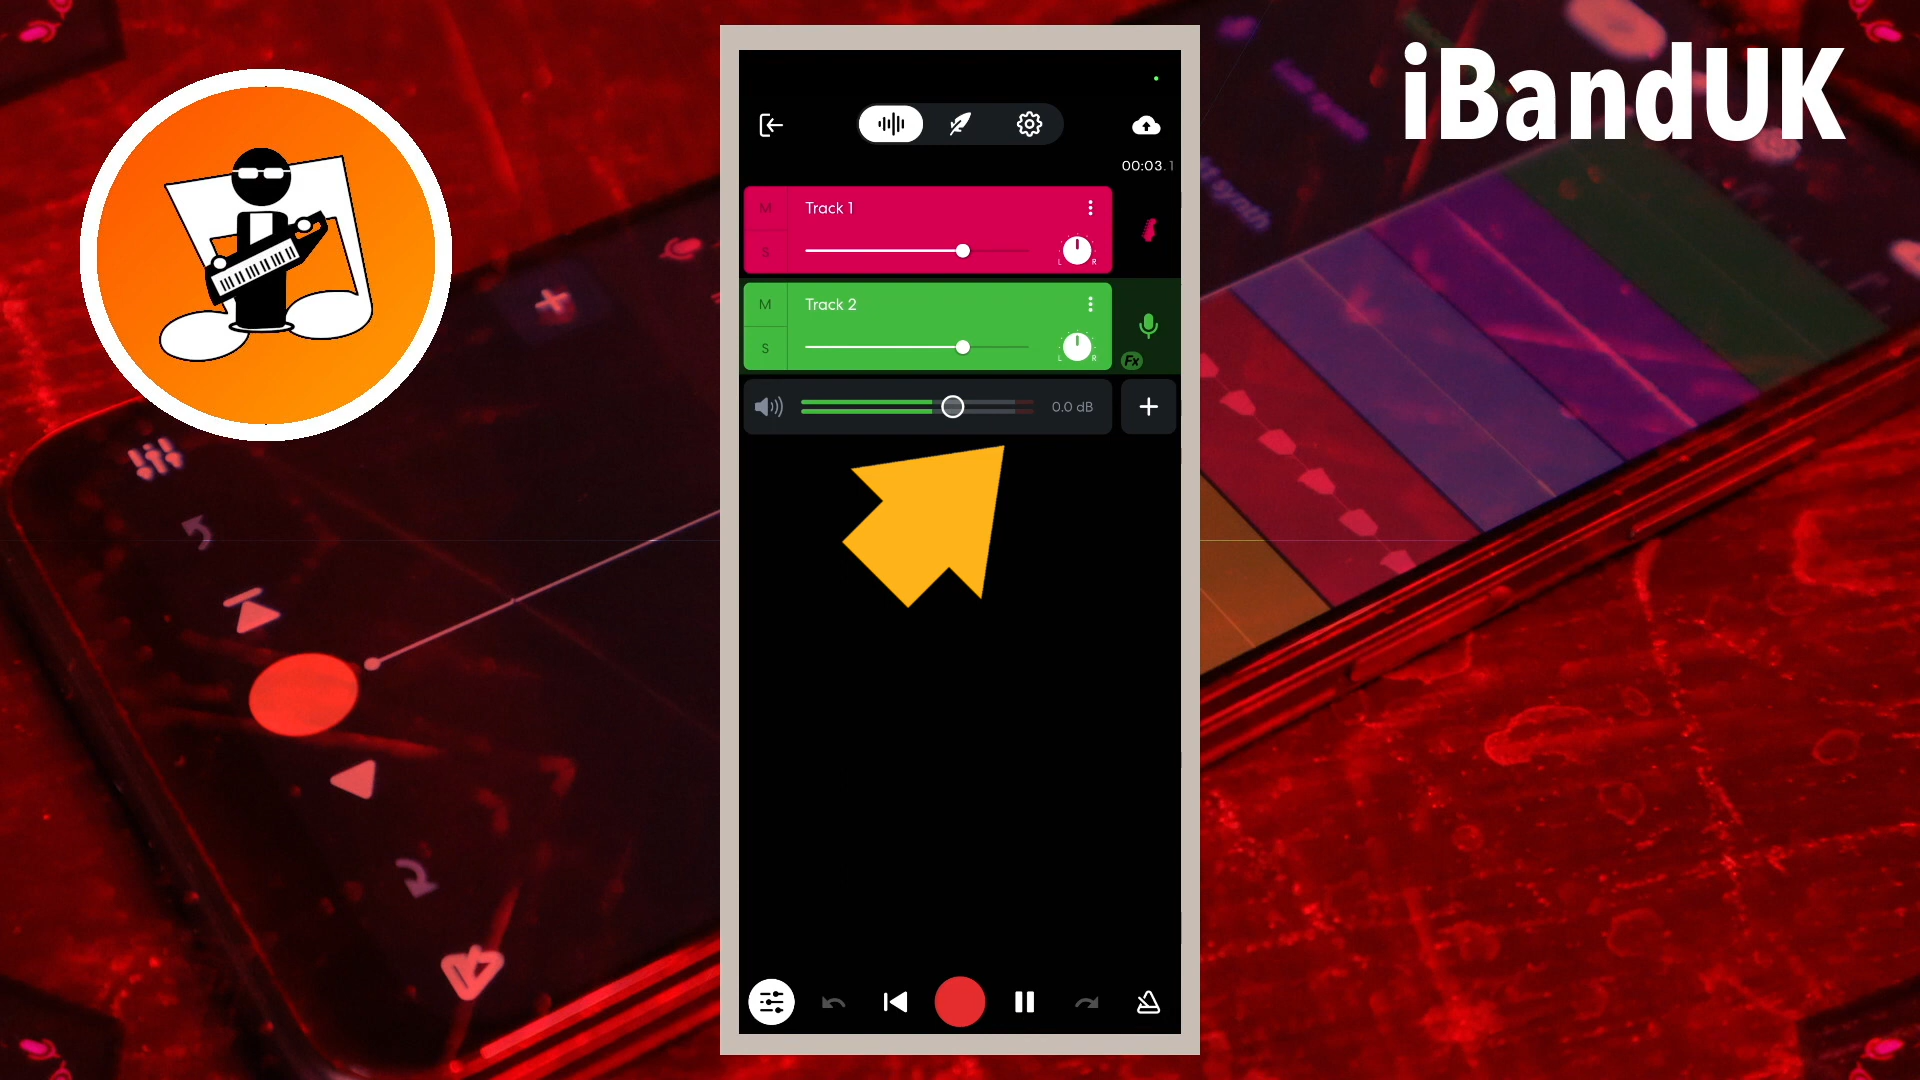 iBandUK
00:03.1
M
Track 1
S
L R
M
Track 2
S
L R
Fx
0.0 dB